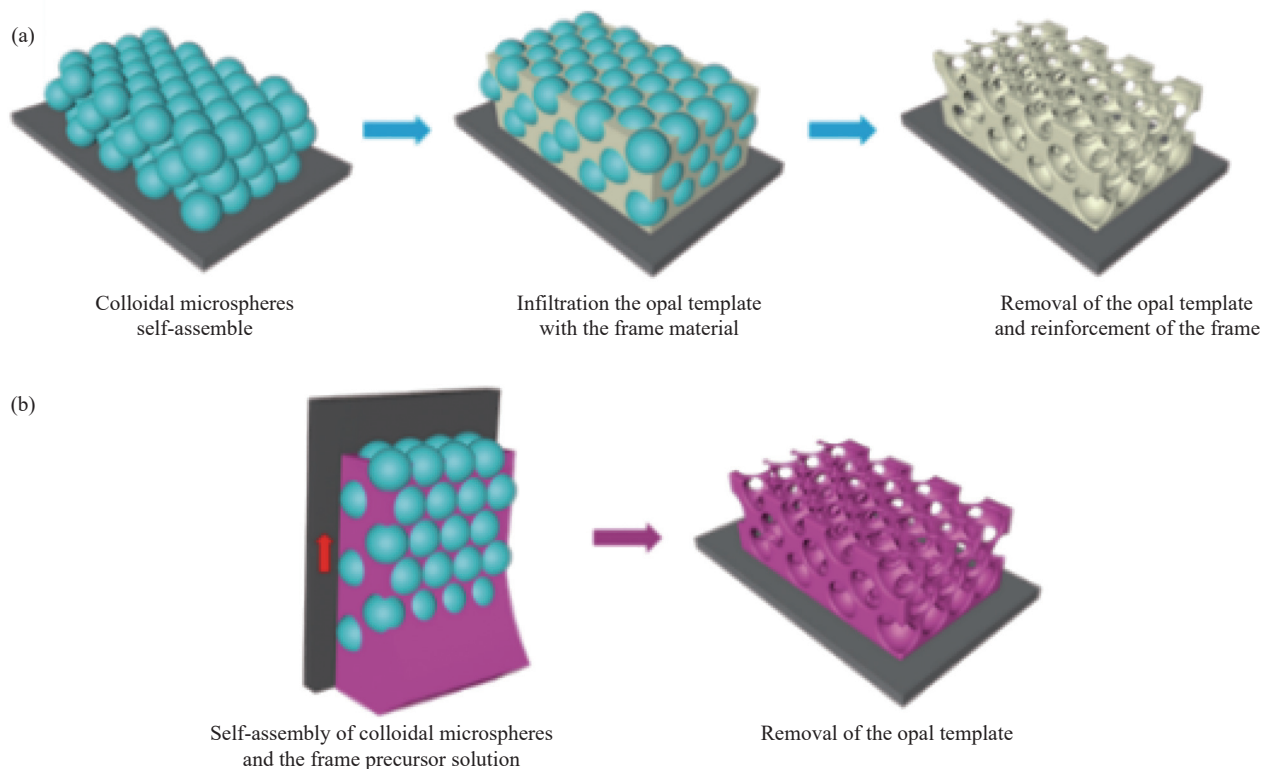 (a)
Colloidal microspheres
self-assemble
Infiltration the opal template
with the frame material
Removal of the opal template
and reinforcement of the frame
(b)
Self-assembly of colloidal microspheres
and the frame precursor solution
Removal of the opal template